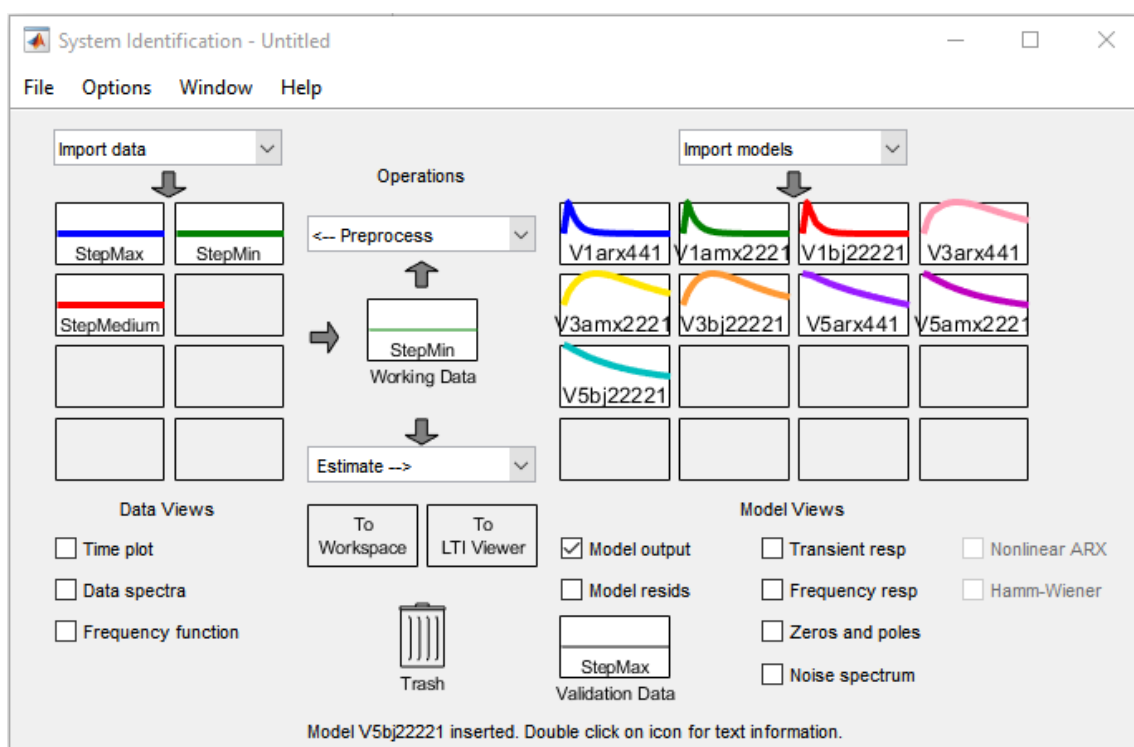 System Identification - Untitled
File Options Window Help
Import data
Import models
Operations
StepMax StepMin
<-- Preprocess
V1arx441 V1amx2221 V1bj22221 V3arx441
StepMedium
StepMin
Working Data
V3amx2221 V3bj22221 V5arx441 V5amx2221
V5bj22221
Estimate -->
Data Views
Time plot
Data spectra
Frequency function
To
Workspace
To
LTI Viewer
Trash
Model Views
Model output
Model resids
Transient resp
Frequency resp
Zeros and poles
Noise spectrum
Nonlinear ARX
Hamm-Wiener
StepMax
Validation Data
Model V5bj22221 inserted. Double click on icon for text information.